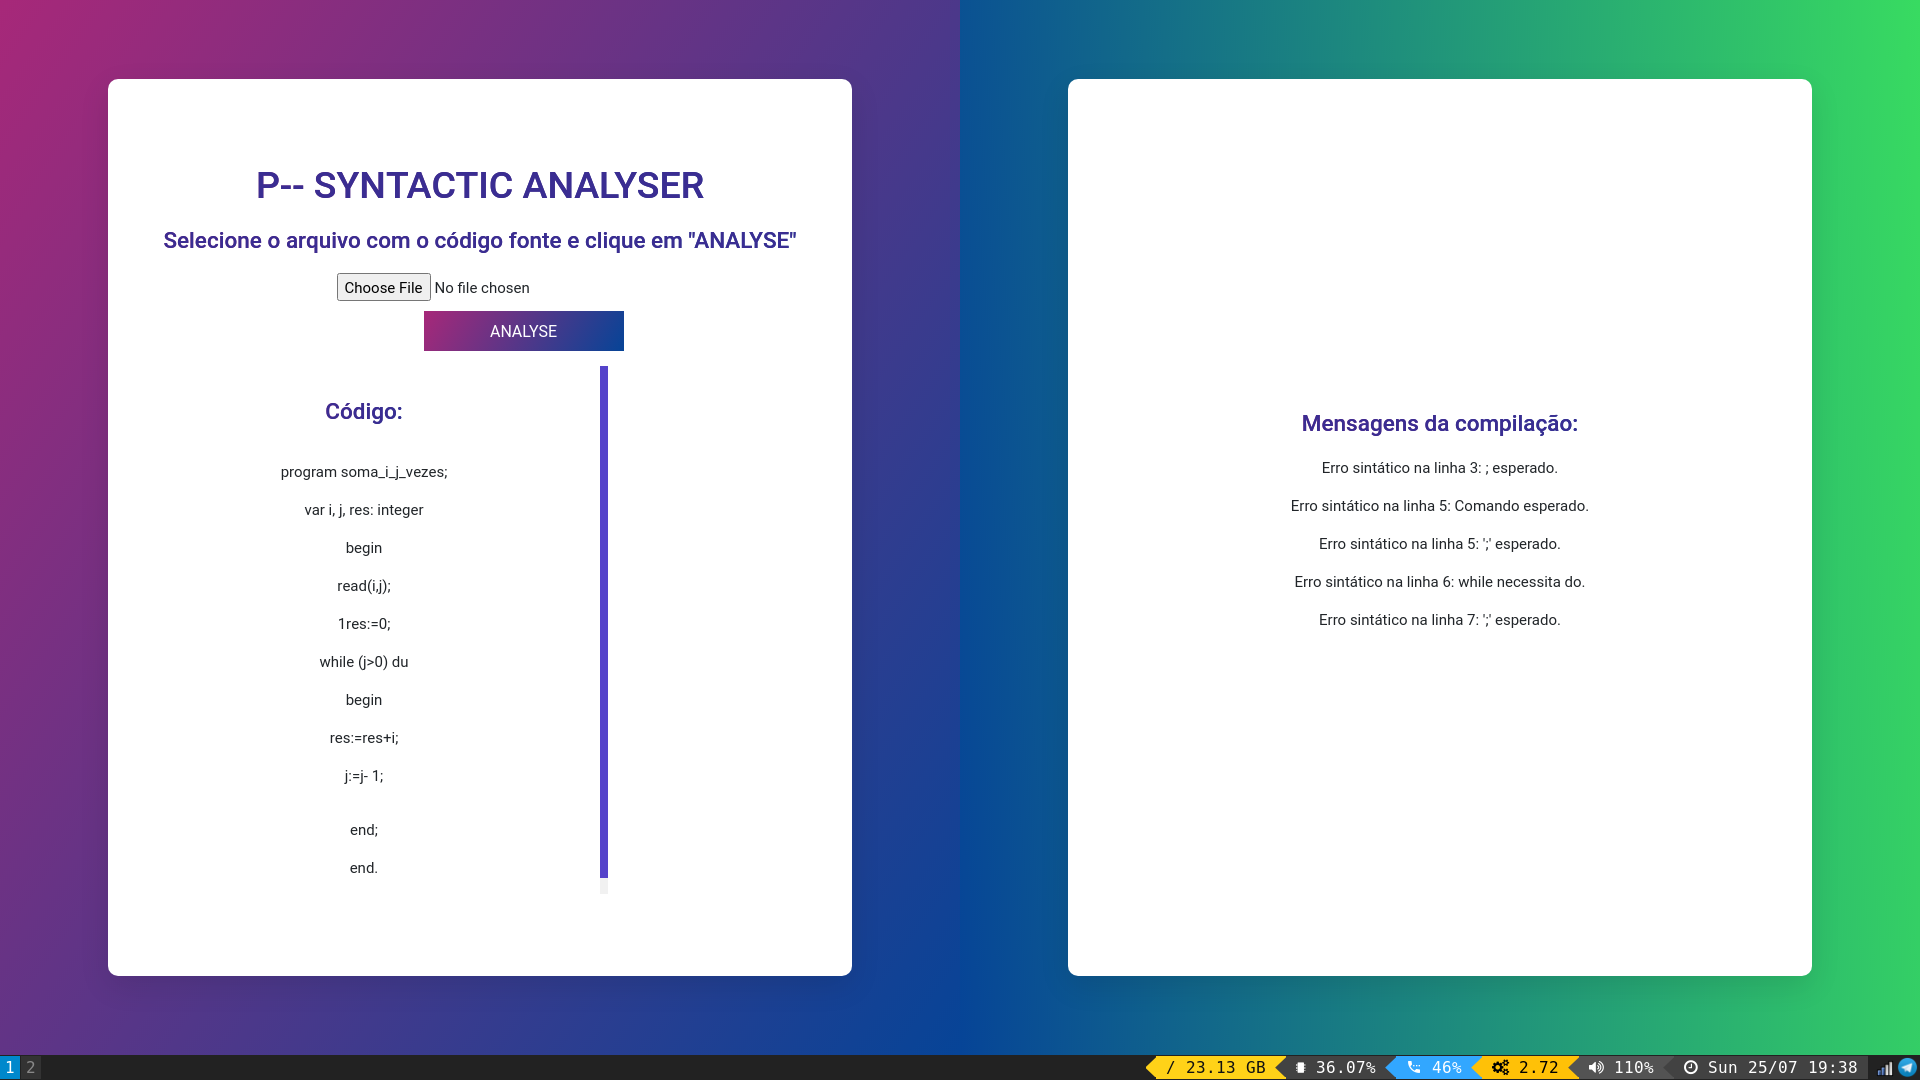 P-- SYNTACTIC ANALYSER
Selecione o arquivo com o código fonte e clique em "ANALYSE"
Choose File No file chosen
ANALYSE
Código:
program soma_i_j_vezes;
var i, j, res: integer
begin
read(i,j);
1res:=0;
while (j>0) du
begin
res:=res+i;
j:=j- 1;
end;
end.
Mensagens da compilação:
Erro sintático na linha 3: ; esperado.
Erro sintático na linha 5: Comando esperado.
Erro sintático na linha 5: ';' esperado.
Erro sintático na linha 6: while necessita do.
Erro sintático na linha 7: ';' esperado.
1 2 / 23.13 GB 36.07% 46% 2.72 110% Sun 25/07 19:38